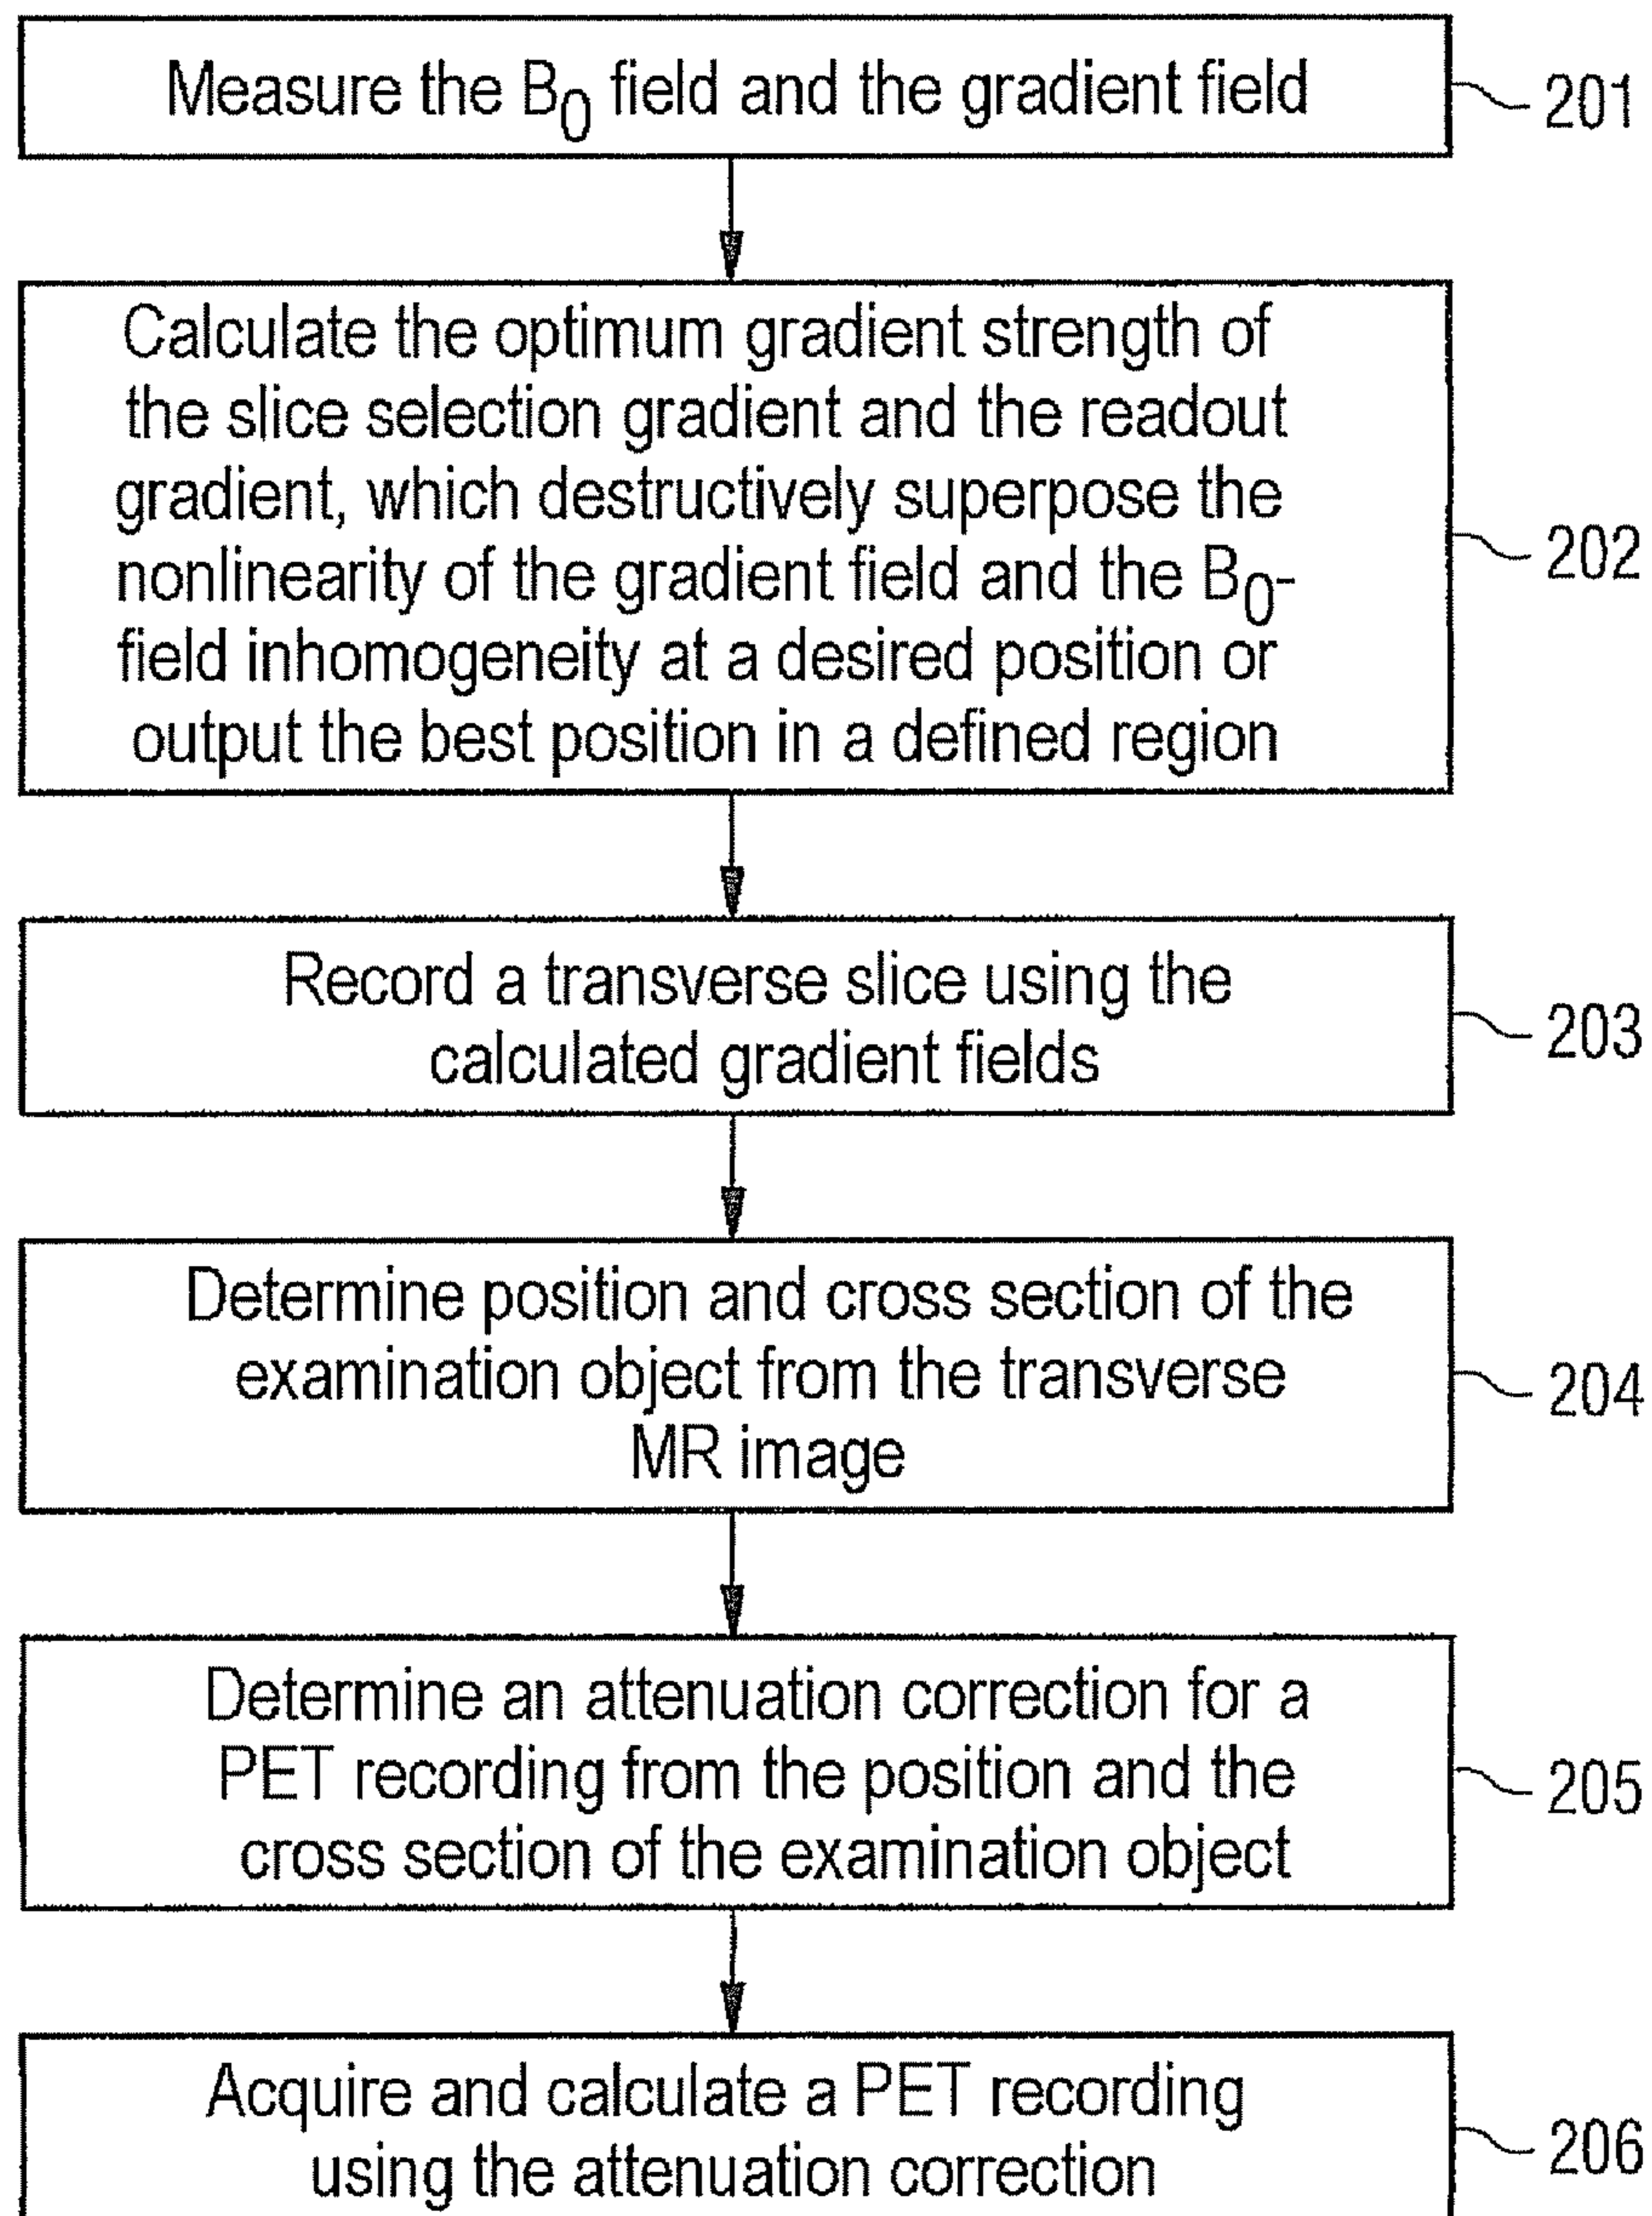 Measure the B0 field and the gradient field
201
Calculate the optimum gradient strength of
the slice selection gradient and the readout
gradient, which destructively superpose the
nonlinearity of the gradient field and the B0-
field inhomogeneity at a desired position or
output the best position in a defined region
202
Record a transverse slice using the
calculated gradient fields
203
Determine position and cross section of the
examination object from the transverse
MR image
204
Determine an attenuation correction for a
PET recording from the position and the
cross section of the examination object
205
Acquire and calculate a PET recording
using the attenuation correction
206